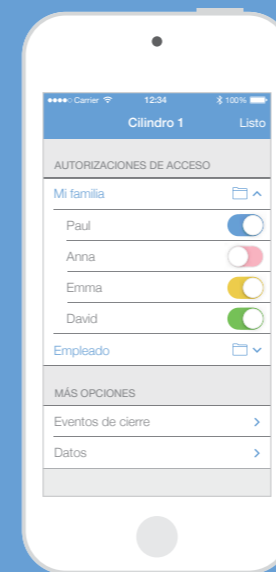 Carrier 12:34 100%
Cilindro 1 Listo
AUTORIZACIONES DE ACCESO
Mi familia
Paul
Anna
Emma
David
Empleado
MÁS OPCIONES
Eventos de cierre
Datos